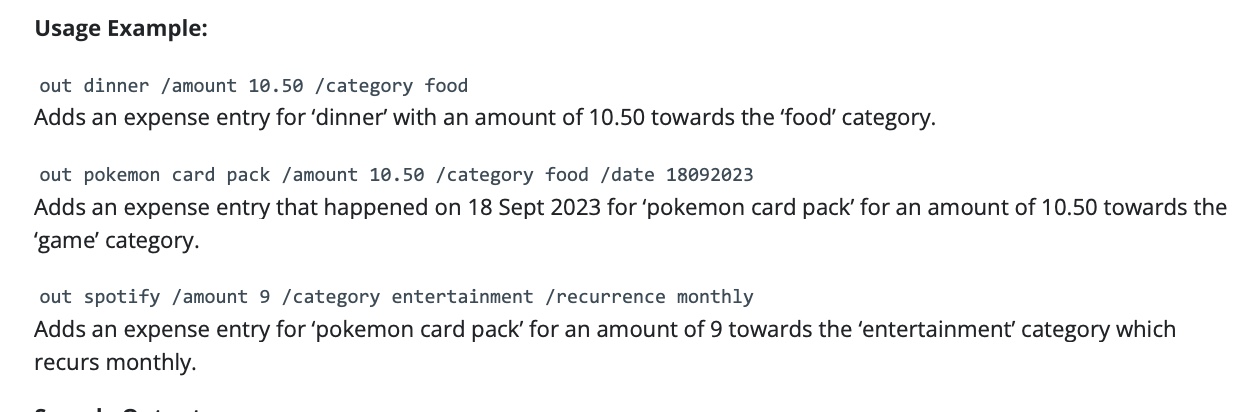 Usage Example:
out dinner /amount 10.50 /category food
Adds an expense entry for ‘dinner’ with an amount of 10.50 towards the ‘food’ category.
out pokemon card pack /amount 10.50 /category food /date 18092023
Adds an expense entry that happened on 18 Sept 2023 for ‘pokemon card pack’ for an amount of 10.50 towards the
‘game’ category.
out spotify /amount 9 /category entertainment /recurrence monthly
Adds an expense entry for ‘pokemon card pack’ for an amount of 9 towards the ‘entertainment’ category which
recurs monthly.